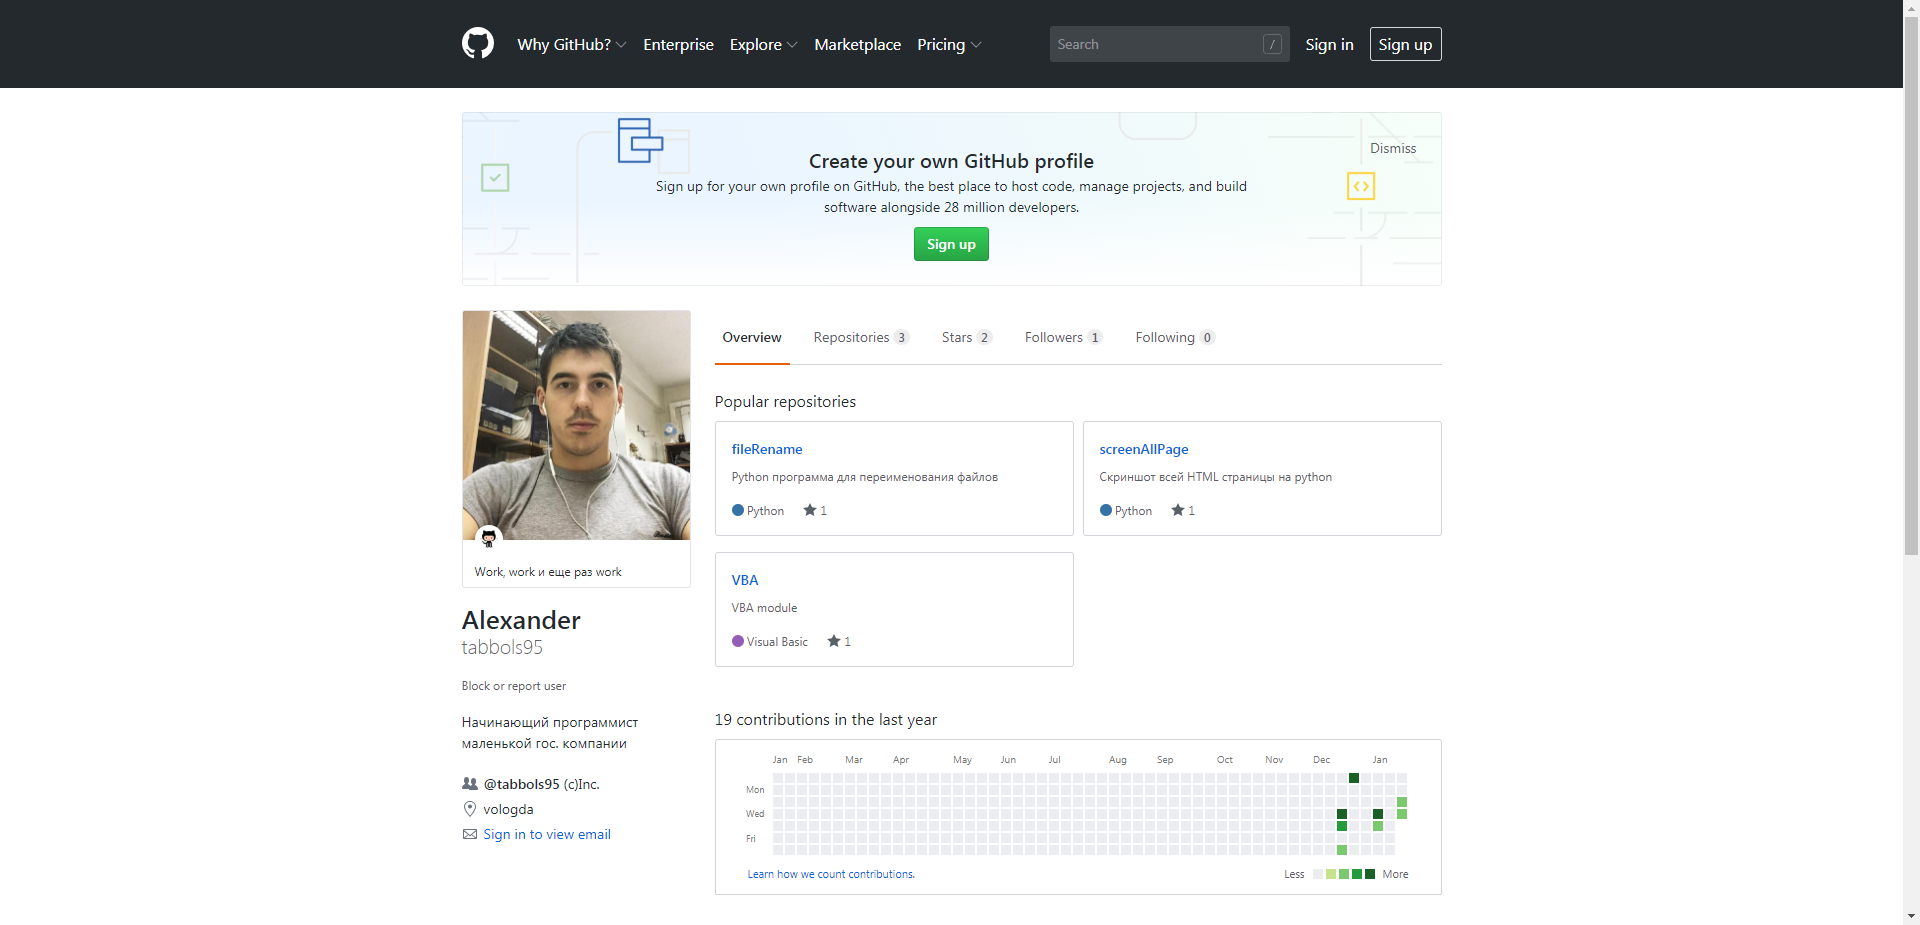 Why GitHub? Enterprise Explore Marketplace Pricing Search / Sign in Sign up
Dismiss
Create your own GitHub profile
Sign up for your own profile on GitHub, the best place to host code, manage projects, and build
software alongside 28 million developers.
Sign up
Work, work и еще раз work
Alexander
tabbols95
Block or report user
Начинающий программист
маленькой гос. компании
@tabbols95 (c)Inc.
vologda
Sign in to view email
Overview Repositories 3 Stars 2 Followers 1 Following 0
Popular repositories
fileRename
Python программа для переименования файлов
Python 1
screenAllPage
Скриншот всей HTML страницы на python
Python 1
VBA
VBA module
Visual Basic 1
19 contributions in the last year
Jan Feb Mar Apr May Jun Jul Aug Sep Oct Nov Dec Jan
Mon
Wed
Fri
Learn how we count contributions. Less More